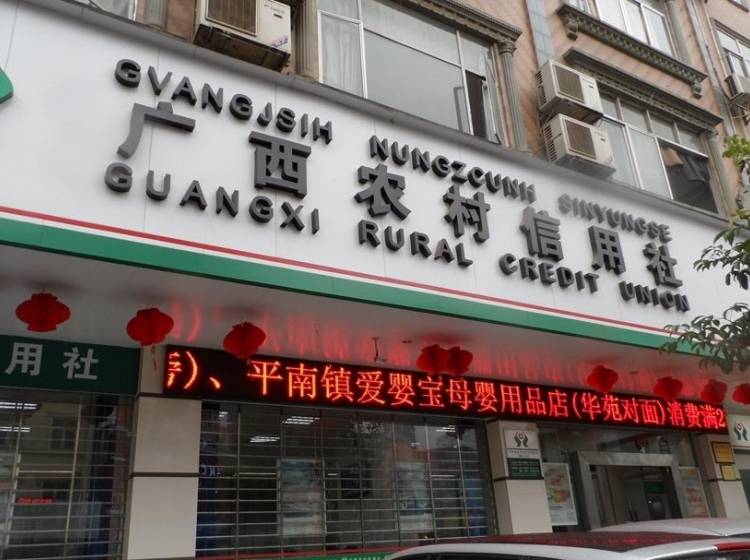 GVANGJSIH NUNGZCUNH SINYUNGSE
广西农村信用社
GUANGXI RURAL CREDIT UNION
用社
)、平南镇爱婴宝母婴用品店(华苑对面)消费满2